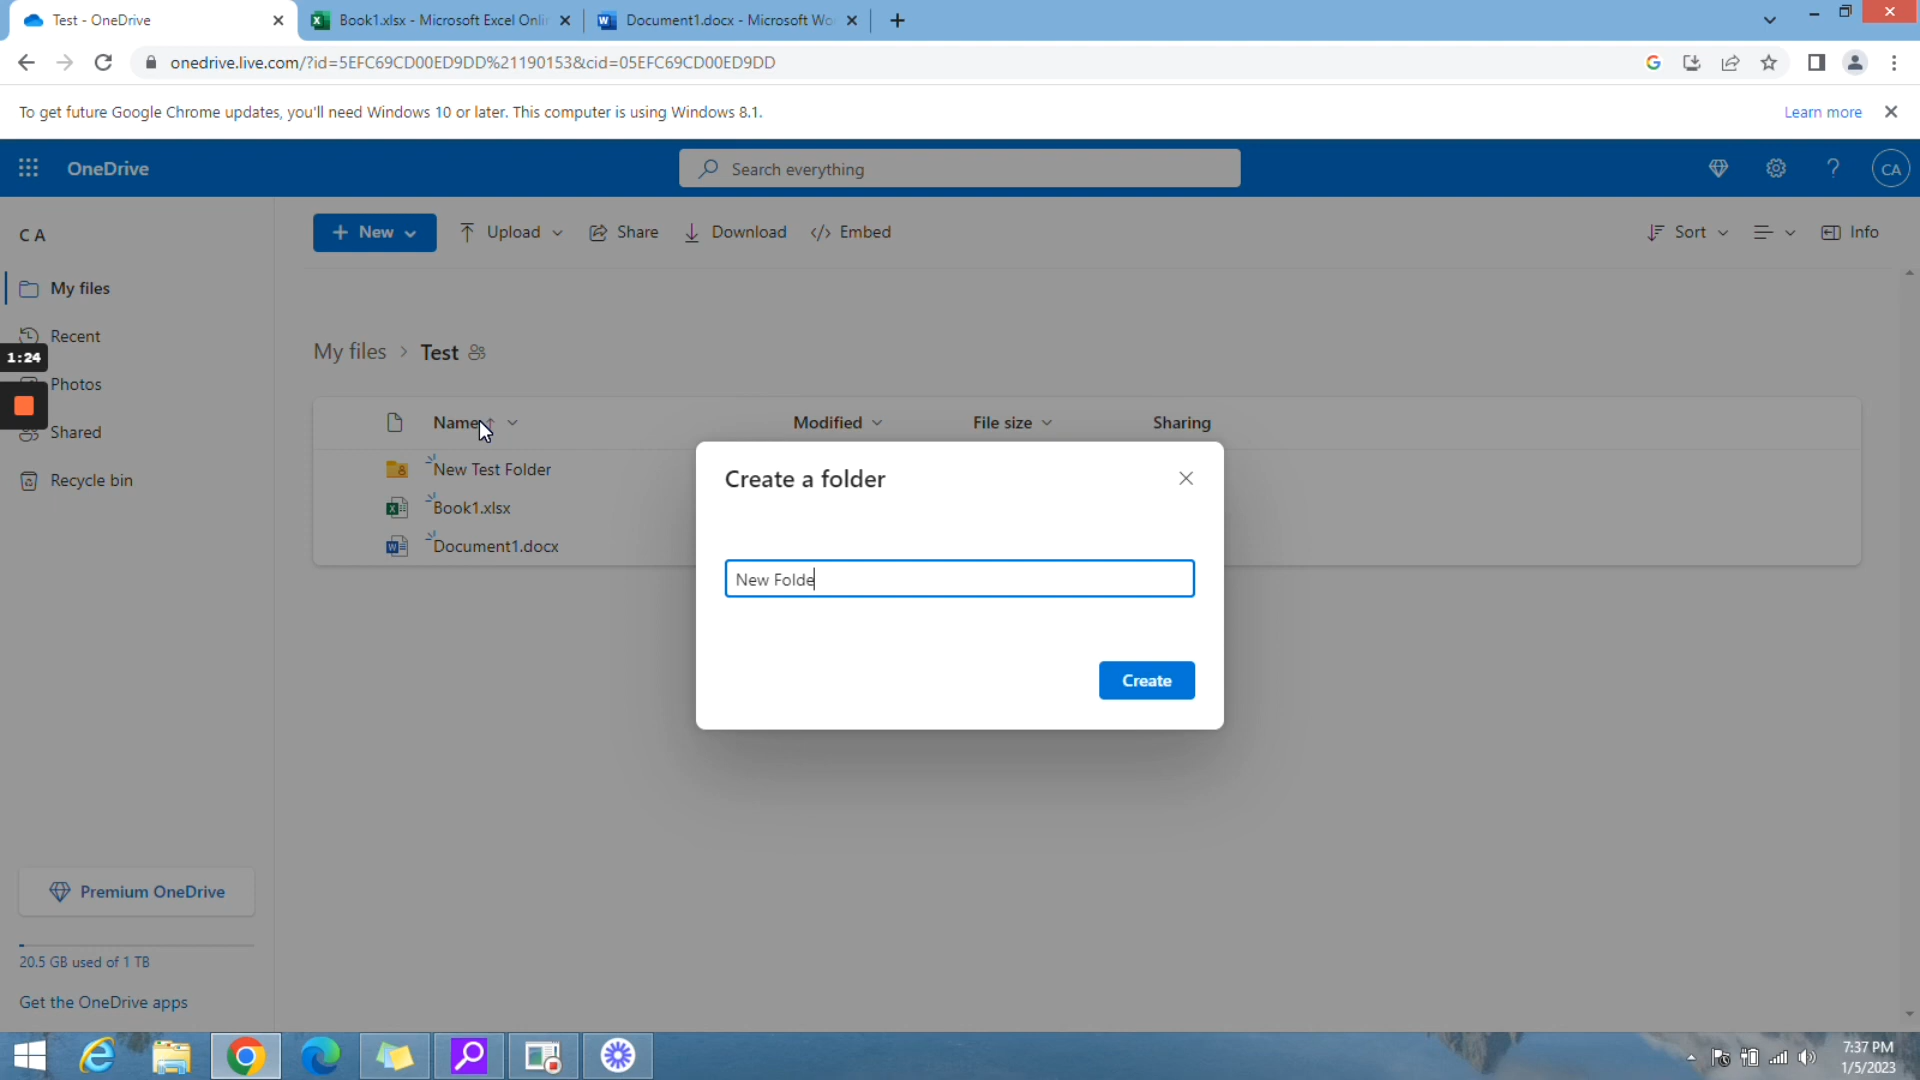 Test - OneDrive
Book1.xlsx - Microsoft Excel Onli
Document1.docx - Microsoft Wo
onedrive.live.com/?id=5EFC69CD00ED9DD%21190153&cid=05EFC69CD00ED9DD
To get future Google Chrome updates, you'll need Windows 10 or later. This computer is using Windows 8.1.
Learn more
OneDrive
Search everything
CA
C A
New
Upload
Share
Download
Embed
Sort
Info
My files
Recent
1:24
Photos
Shared
Recycle bin
My files > Test
Name
Modified
File size
Sharing
New Test Folder
Book1.xlsx
Document1.docx
Create a folder
New Folde
Create
Premium OneDrive
20.5 GB used of 1 TB
Get the OneDrive apps
7:37 PM
1/5/2023